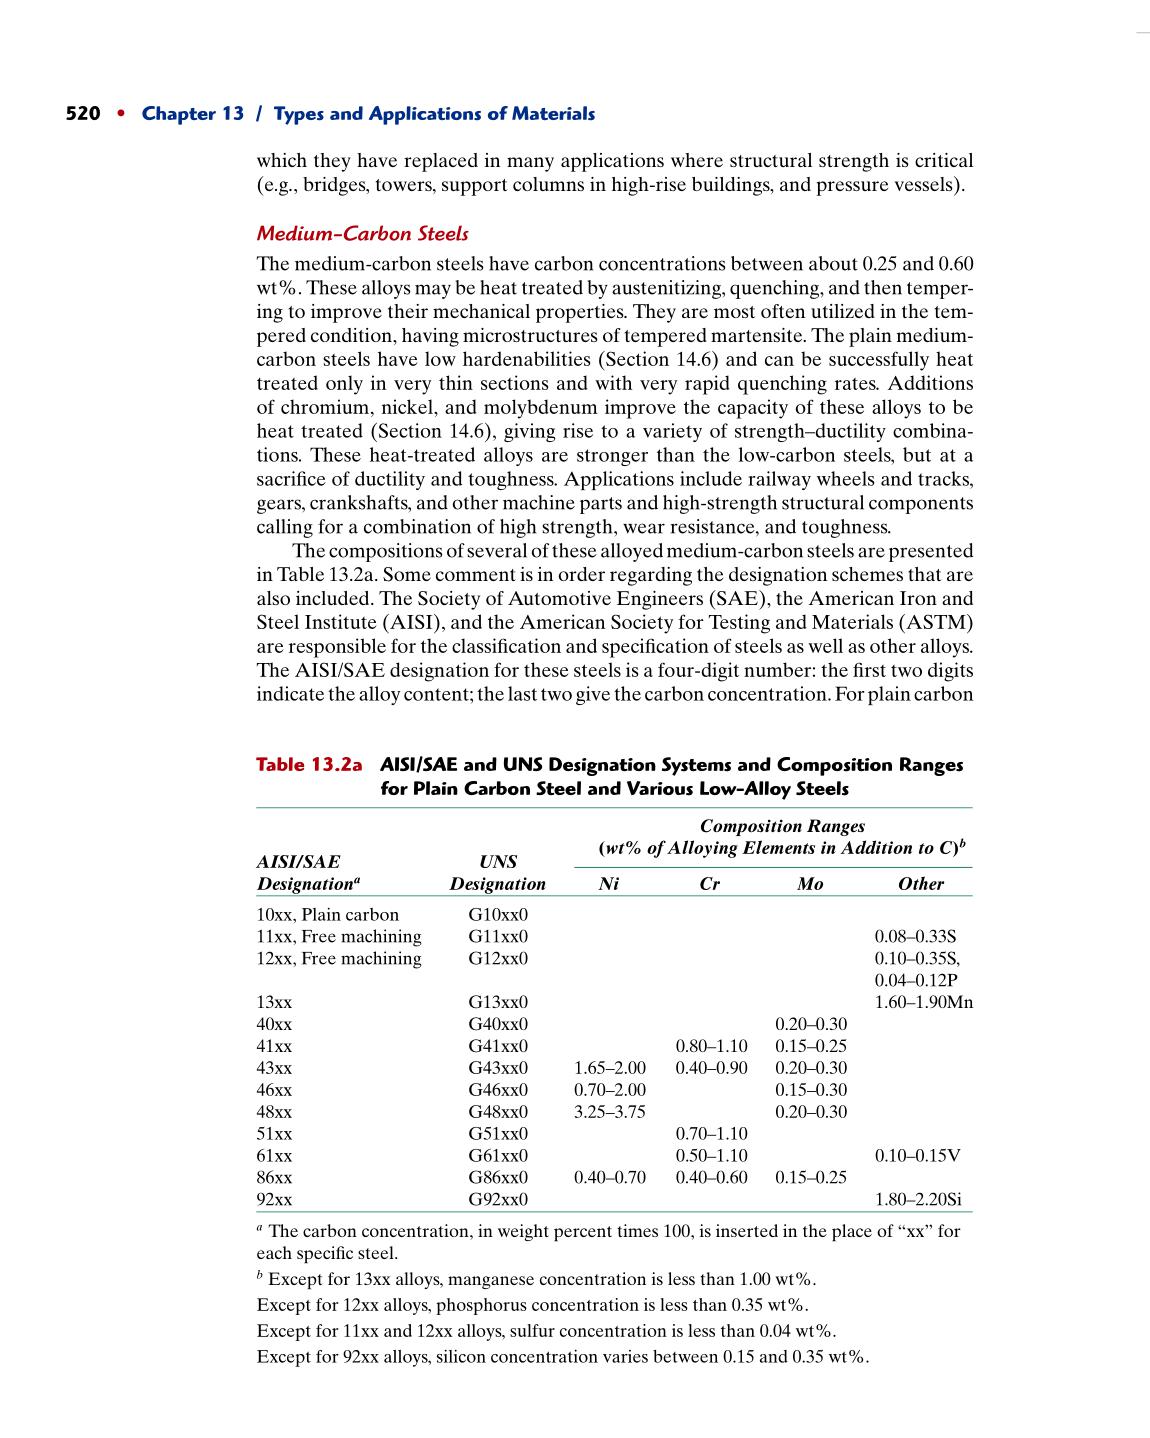 520 • Chapter 13 / Types and Applications of Materials
which they have replaced in many applications where structural strength is critical
(e.g., bridges, towers, support columns in high-rise buildings, and pressure vessels).
Medium-Carbon Steels
The medium-carbon steels have carbon concentrations between about 0.25 and 0.60
wt%. These alloys may be heat treated by austenitizing, quenching, and then temper-
ing to improve their mechanical properties. They are most often utilized in the tem-
pered condition, having microstructures of tempered martensite. The plain medium-
carbon steels have low hardenabilities (Section 14.6) and can be successfully heat
treated only in very thin sections and with very rapid quenching rates. Additions
of chromium, nickel, and molybdenum improve the capacity of these alloys to be
heat treated (Section 14.6), giving rise to a variety of strength–ductility combina-
tions. These heat-treated alloys are stronger than the low-carbon steels, but at a
sacrifice of ductility and toughness. Applications include railway wheels and tracks,
gears, crankshafts, and other machine parts and high-strength structural components
calling for a combination of high strength, wear resistance, and toughness.
The compositions of several of these alloyed medium-carbon steels are presented
in Table 13.2a. Some comment is in order regarding the designation schemes that are
also included. The Society of Automotive Engineers (SAE), the American Iron and
Steel Institute (AISI), and the American Society for Testing and Materials (ASTM)
are responsible for the classification and specification of steels as well as other alloys.
The AISI/SAE designation for these steels is a four-digit number: the first two digits
indicate the alloy content; the last two give the carbon concentration. For plain carbon
Table 13.2a AISI/SAE and UNS Designation Systems and Composition Ranges
for Plain Carbon Steel and Various Low-Alloy Steels
Composition Ranges
(wt% of Alloying Elements in Addition to C)b
AISI/SAE UNS
Designationa Designation Ni Cr Mo Other
10xx, Plain carbon G10xx0
11xx, Free machining G11xx0 0.08–0.33S
12xx, Free machining G12xx0 0.10–0.35S,
0.04–0.12P
13xx G13xx0 1.60–1.90Mn
40xx G40xx0 0.20–0.30
41xx G41xx0 0.80–1.10 0.15–0.25
43xx G43xx0 1.65–2.00 0.40–0.90 0.20–0.30
46xx G46xx0 0.70–2.00 0.15–0.30
48xx G48xx0 3.25–3.75 0.20–0.30
51xx G51xx0 0.70–1.10
61xx G61xx0 0.50–1.10 0.10–0.15V
86xx G86xx0 0.40–0.70 0.40–0.60 0.15–0.25
92xx G92xx0 1.80–2.20Si
a The carbon concentration, in weight percent times 100, is inserted in the place of “xx” for
each specific steel.
b Except for 13xx alloys, manganese concentration is less than 1.00 wt%.
Except for 12xx alloys, phosphorus concentration is less than 0.35 wt%.
Except for 11xx and 12xx alloys, sulfur concentration is less than 0.04 wt%.
Except for 92xx alloys, silicon concentration varies between 0.15 and 0.35 wt%.